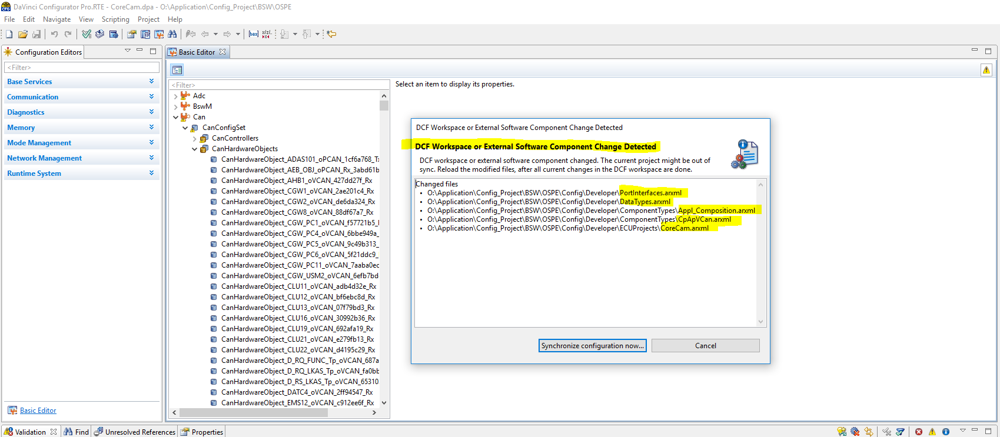 DaVinci Configurator Pro.RTE - CoreCam.dpa - O:\Application\Config_Project\BSW\OSPE
File Edit Navigate View Scripting Project Help
Configuration Editors
<Filter>
Base Services
Communication
Diagnostics
Memory
Mode Management
Network Management
Runtime System
Basic Editor
Basic Editor
<Filter>
Adc
BswM
Can
CanConfigSet
CanControllers
CanHardwareObjects
CanHardwareObject_ADAS101_oPCAN_1cf6a768_Tx
CanHardwareObject_AEB_OBJ_oPCAN_Rx_3abd61b
CanHardwareObject_AHB1_oVCAN_427dd27f_Rx
CanHardwareObject_CGW1_oVCAN_2ae201c4_Rx
CanHardwareObject_CGW2_oVCAN_de6da324_Rx
CanHardwareObject_CGW8_oVCAN_88df67a7_Rx
CanHardwareObject_CGW_PC1_oVCAN_f57721b5_
CanHardwareObject_CGW_PC4_oVCAN_6bbe949a_
CanHardwareObject_CGW_PC5_oVCAN_9c49b313_
CanHardwareObject_CGW_PC6_oVCAN_5f21ddc9_
CanHardwareObject_CGW_PC11_oVCAN_7aaba0ec
CanHardwareObject_CGW_USM2_oVCAN_6efb7bd
CanHardwareObject_CLU11_oVCAN_adb4d32e_Rx
CanHardwareObject_CLU12_oVCAN_bf6ebc8d_Rx
CanHardwareObject_CLU13_oVCAN_07f79bd3_Rx
CanHardwareObject_CLU16_oVCAN_30992b36_Rx
CanHardwareObject_CLU19_oVCAN_692afa19_Rx
CanHardwareObject_CLU21_oVCAN_e279fb13_Rx
CanHardwareObject_CLU22_oVCAN_d4195c29_Rx
CanHardwareObject_D_RQ_FUNC_Tp_oVCAN_687a
CanHardwareObject_D_RQ_LKAS_Tp_oVCAN_fa0bb
CanHardwareObject_D_RS_LKAS_Tp_oVCAN_65310
CanHardwareObject_DATC4_oVCAN_2ff94547_Rx
CanHardwareObject_EMS12_oVCAN_c912ee6f_Rx
Select an item to display its properties.
DCF Workspace or External Software Component Change Detected
DCF Workspace or External Software Component Change Detected
DCF workspace or external software component changed. The current project might be out of
sync. Reload the modified files, after all current changes in the DCF workspace are done.
Changed files
• O:\Application\Config_Project\BSW\OSPE\Config\Developer\PortInterfaces.arxml
• O:\Application\Config_Project\BSW\OSPE\Config\Developer\DataTypes.arxml
• O:\Application\Config_Project\BSW\OSPE\Config\Developer\ComponentTypes\Appl_Composition.arxml
• O:\Application\Config_Project\BSW\OSPE\Config\Developer\ComponentTypes\CpApVCan.arxml
• O:\Application\Config_Project\BSW\OSPE\Config\Developer\ECUProjects\CoreCam.arxml
Synchronize configuration now... Cancel
Validation Find Unresolved References Properties